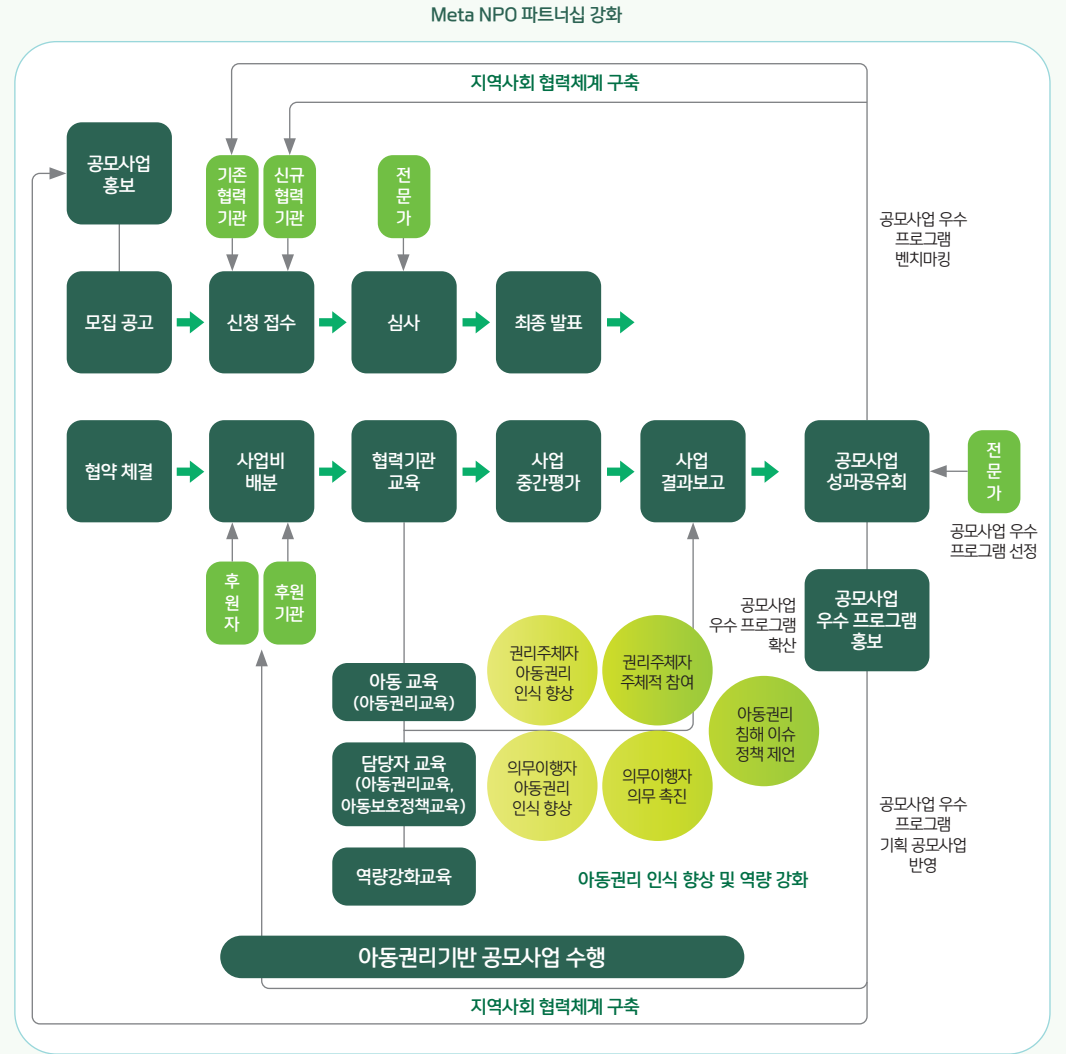 Meta NPO 파트너십 강화
지역사회 협력체계 구축
공모사업
홍보
기존
협력
기관
신규
협력
기관
전
문
가
공모사업 우수
프로그램
벤치마킹
모집 공고
신청 접수
심사
최종 발표
협약 체결
사업비
배분
협력기관
교육
사업
중간평가
사업
결과보고
공모사업
성과공유회
전
문
가
공모사업 우수
프로그램 선정
후
원
자
후원
기관
공모사업
우수 프로그램
확산
공모사업
우수 프로그램
홍보
아동 교육
(아동권리교육)
권리주체자
아동권리
인식 향상
권리주체자
주체적 참여
아동권리
침해 이슈
정책 제언
담당자 교육
(아동권리교육,
아동보호정책교육)
의무이행자
아동권리
인식 향상
의무이행자
의무 촉진
공모사업 우수
프로그램
기획 공모사업
반영
역량강화교육
아동권리 인식 향상 및 역량 강화
아동권리기반 공모사업 수행
지역사회 협력체계 구축